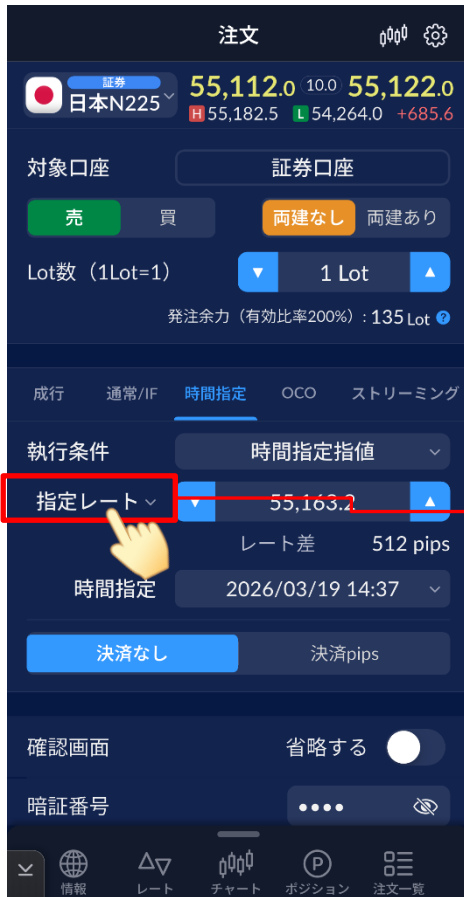 注文
証券
日本N225
55,112.0 10.0 55,122.0
H 55,182.5 L 54,264.0 +685.6
対象口座 証券口座
売 買 両建なし 両建あり
Lot数（1Lot=1） ▼ 1 Lot ▲
発注余力（有効比率200%）: 135 Lot ?
成行 通常/IF 時間指定 OCO ストリーミング
執行条件 時間指定指値
指定レート ▼ 55,163.2 ▲
レート差 512 pips
時間指定 2026/03/19 14:37
決済なし 決済pips
確認画面 省略する
暗証番号 ••••
情報 レート チャート P ポジション 注文一覧